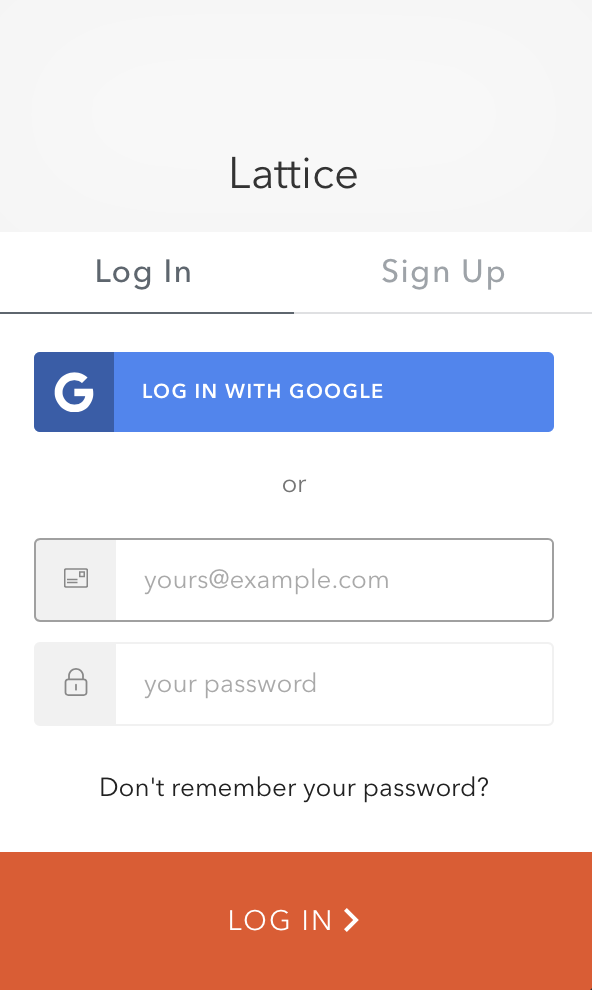 Lattice
Log In
Sign Up
G
LOG IN WITH GOOGLE
or
yours@example.com
your password
Don't remember your password?
LOG IN